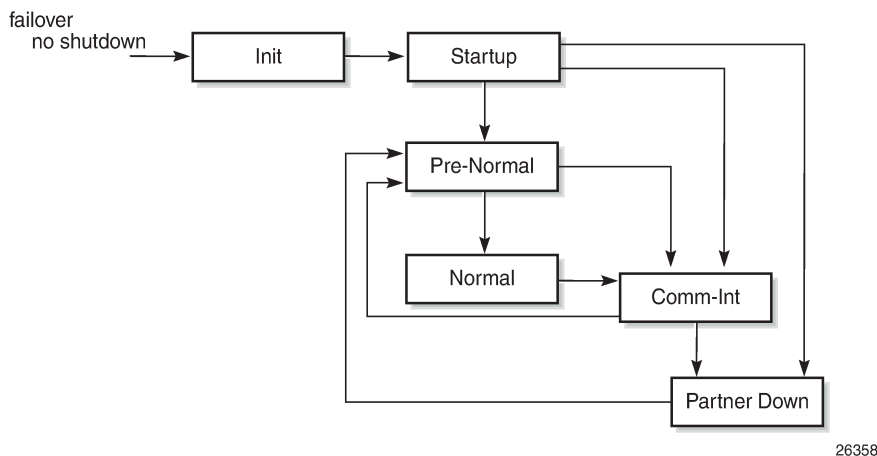 failover
no shutdown
Init
Startup
Pre-Normal
Normal
Comm-Int
Partner Down
26358